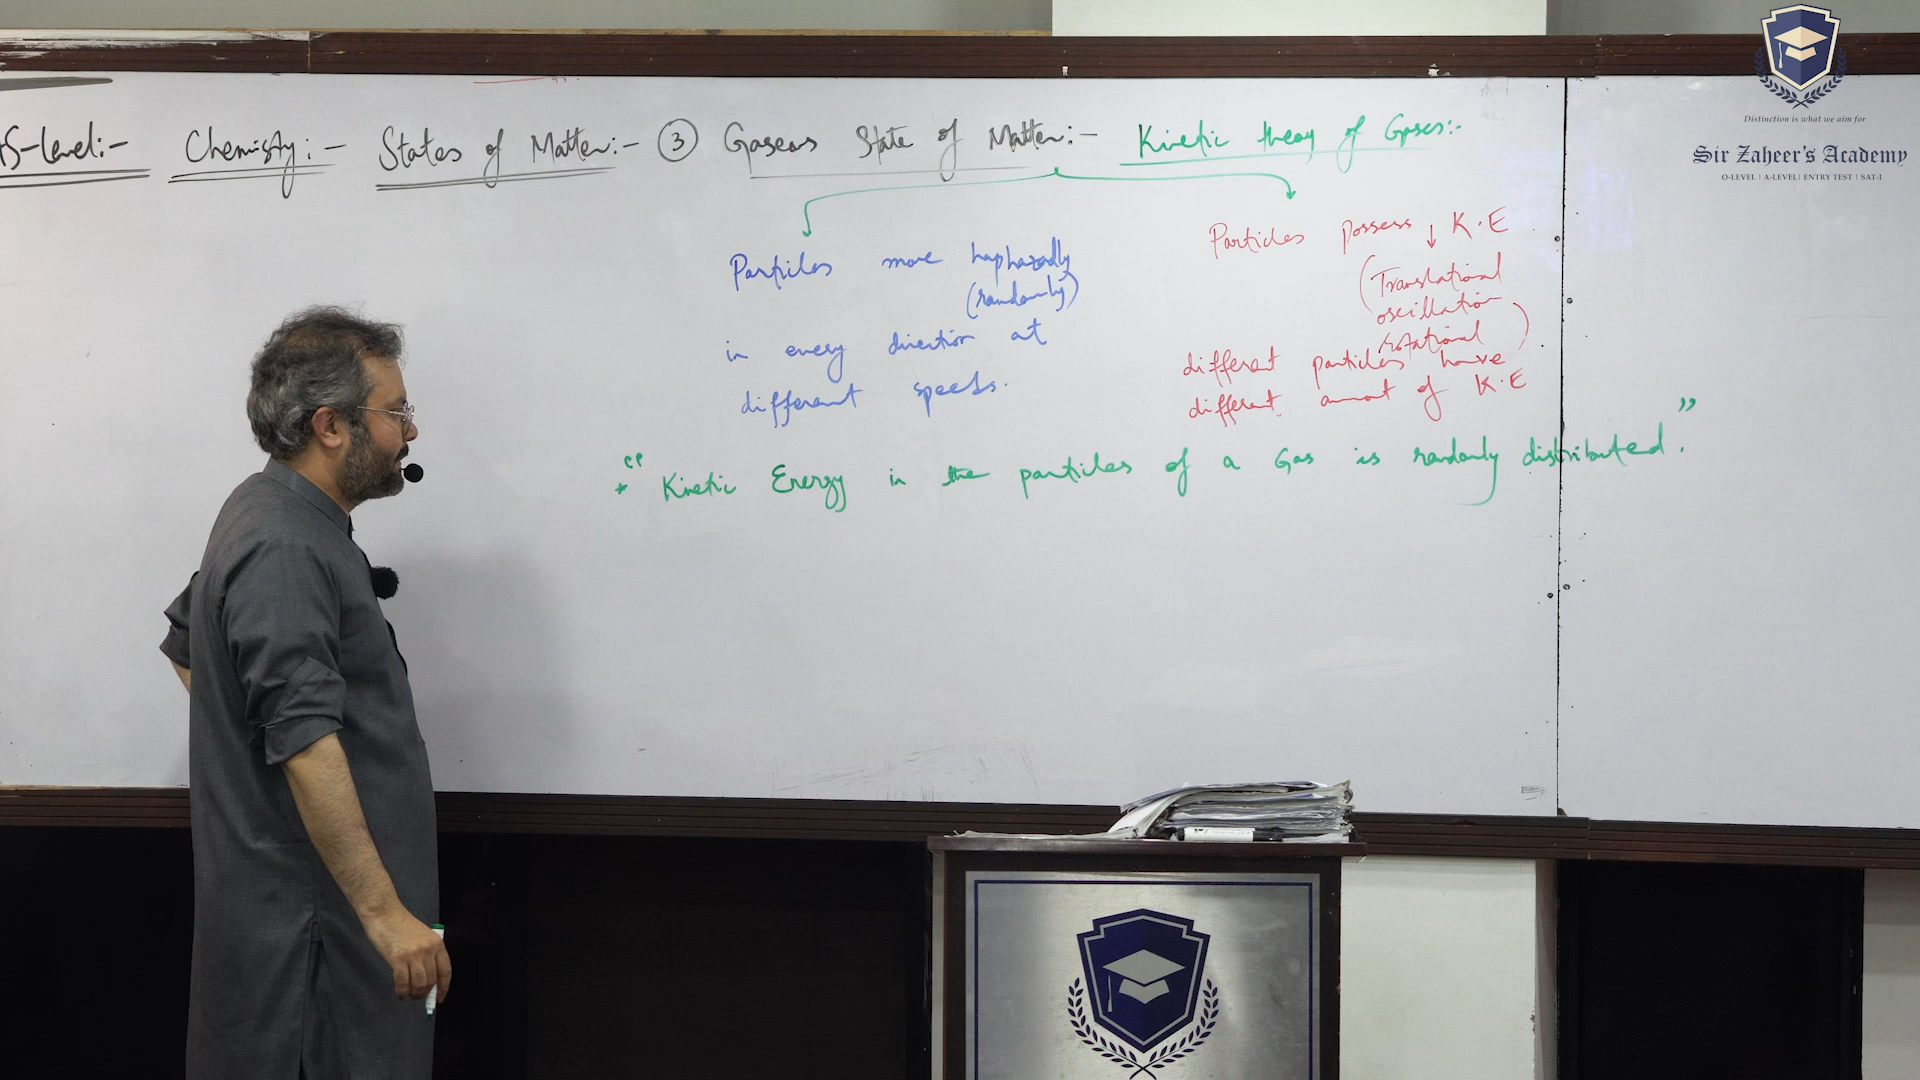 AS-Level:- Chemisty:- States of Matter:- ③ Gaseous State of Matter:- Kinetic theory of Gases:-
Particles move haphazadly
(randomly)
in every direction at
different speeds.
Particles possess K.E
(Translational
oscillation
rotational)
different particles have
different amount of K.E
* “Kinetic Energy in the particles of a Gas is randomly distributed.”
Distinction is what we aim for
Sir Zaheer's Academy
O-LEVEL | A-LEVEL | ENTRY TEST | SAT-I